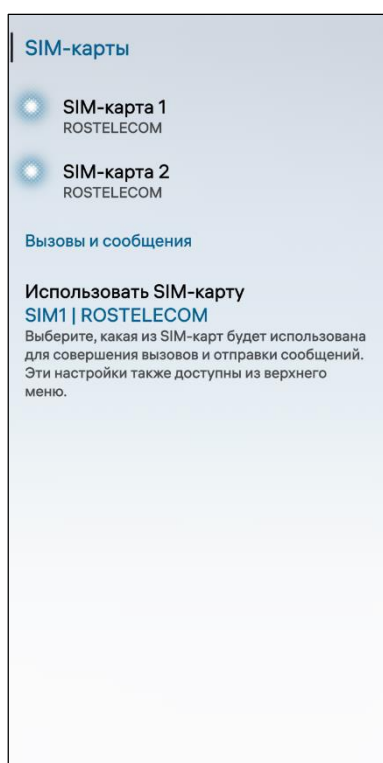 SIM-карты
SIM-карта 1
ROSTELECOM
SIM-карта 2
ROSTELECOM
Вызовы и сообщения
Использовать SIM-карту
SIM1 | ROSTELECOM
Выберите, какая из SIM-карт будет использована
для совершения вызовов и отправки сообщений.
Эти настройки также доступны из верхнего
меню.